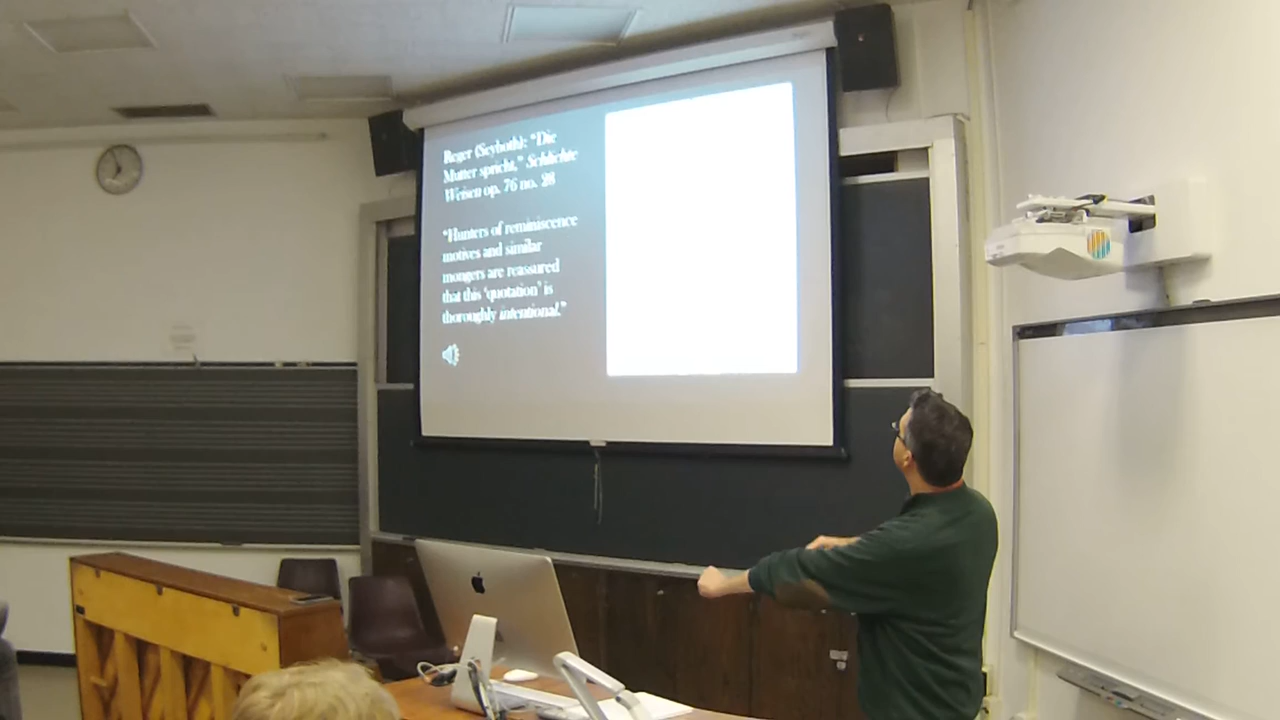 Reger (Seyboth): “Die
Mutter spricht,” Schlichte
Weisen op. 76 no. 28
“Hunters of reminiscence
motives and similar
mongers are reassured
that this ‘quotation’ is
thoroughly intentional.”